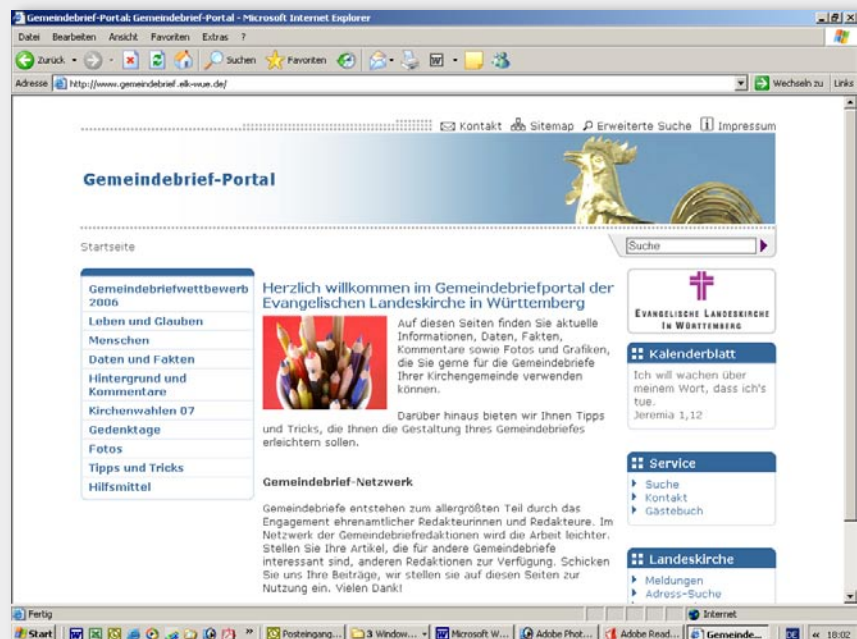 Gemeindebrief-Portal: Gemeindebrief-Portal - Microsoft Internet Explorer
Datei Bearbeiten Ansicht Favoriten Extras ?
Zurück Suchen Favoriten
Adresse http://www.gemeindebrief.elk-wue.de/ Wechseln zu Links
Kontakt Sitemap Erweiterte Suche Impressum
Gemeindebrief-Portal
Startseite
Suche
Gemeindebriefwettbewerb
2006
Leben und Glauben
Menschen
Daten und Fakten
Hintergrund und
Kommentare
Kirchenwahlen 07
Gedenktage
Fotos
Tipps und Tricks
Hilfsmittel
Herzlich willkommen im Gemeindebriefportal der
Evangelischen Landeskirche in Württemberg
Auf diesen Seiten finden Sie aktuelle
Informationen, Daten, Fakten,
Kommentare sowie Fotos und Grafiken,
die Sie gerne für die Gemeindebriefe
Ihrer Kirchengemeinde verwenden
können.
Darüber hinaus bieten wir Ihnen Tipps
und Tricks, die Ihnen die Gestaltung Ihres Gemeindebriefes
erleichtern sollen.
Gemeindebrief-Netzwerk
Gemeindebriefe entstehen zum allergrößten Teil durch das
Engagement ehrenamtlicher Redakteurinnen und Redakteure. Im
Netzwerk der Gemeindebriefredaktionen wird die Arbeit leichter.
Stellen Sie Ihre Artikel, die für andere Gemeindebriefe
interessant sind, anderen Redaktionen zur Verfügung. Schicken
Sie uns Ihre Beiträge, wir stellen sie auf diesen Seiten zur
Nutzung ein. Vielen Dank!
EVANGELISCHE LANDESKIRCHE
IN WÜRTTEMBERG
Kalenderblatt
Ich will wachen über
meinem Wort, dass ich's
tue.
Jeremia 1,12
Service
Suche
Kontakt
Gästebuch
Landeskirche
Meldungen
Adress-Suche
Fertig Internet
Start Posteingang... 3 Window... Microsoft W... Adobe Phot... Adobe Read... Gemeinde... 18:03